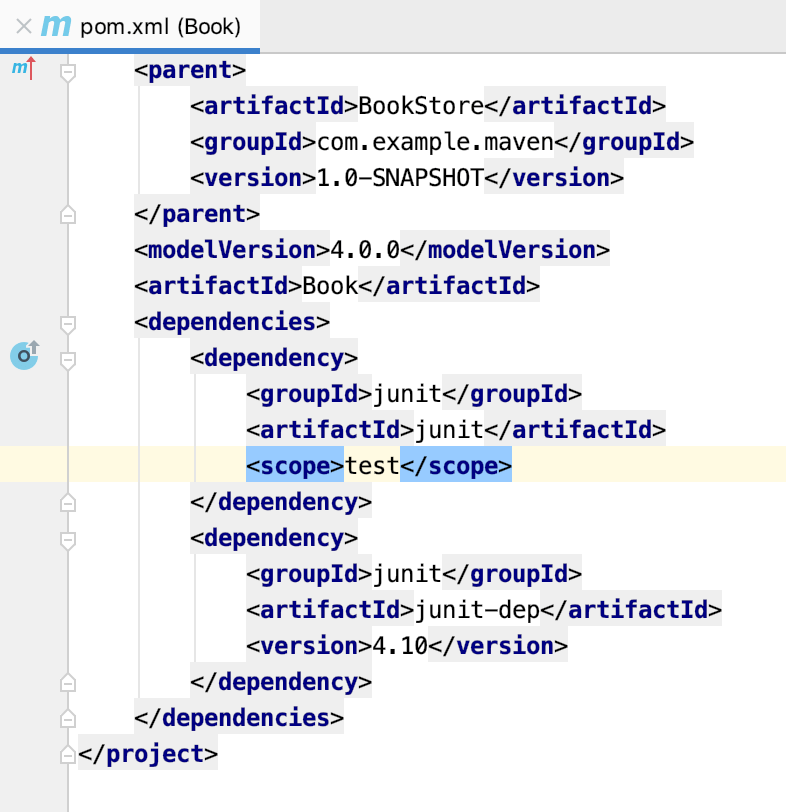 m pom.xml (Book)
m
<parent>
<artifactId>BookStore</artifactId>
<groupId>com.example.maven</groupId>
<version>1.0-SNAPSHOT</version>
</parent>
<modelVersion>4.0.0</modelVersion>
<artifactId>Book</artifactId>
<dependencies>
<dependency>
<groupId>junit</groupId>
<artifactId>junit</artifactId>
<scope>test</scope>
</dependency>
<dependency>
<groupId>junit</groupId>
<artifactId>junit-dep</artifactId>
<version>4.10</version>
</dependency>
</dependencies>
</project>